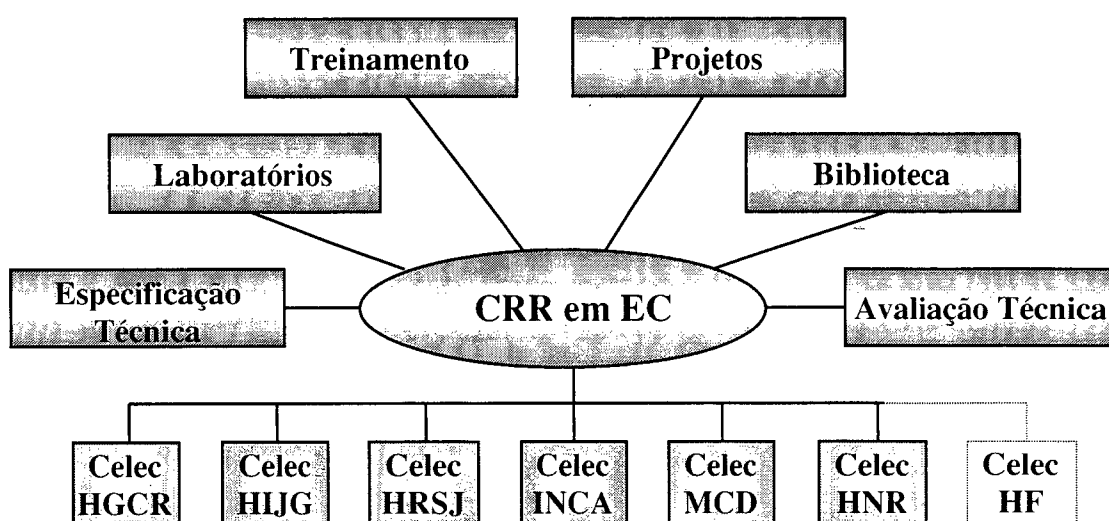 Treinamento
Projetos
Laboratórios
Biblioteca
Especificação
Técnica
CRR em EC
Avaliação Técnica
Celec
HGCR
Celec
HIJG
Celec
HRSJ
Celec
INCA
Celec
MCD
Celec
HNR
Celec
HF